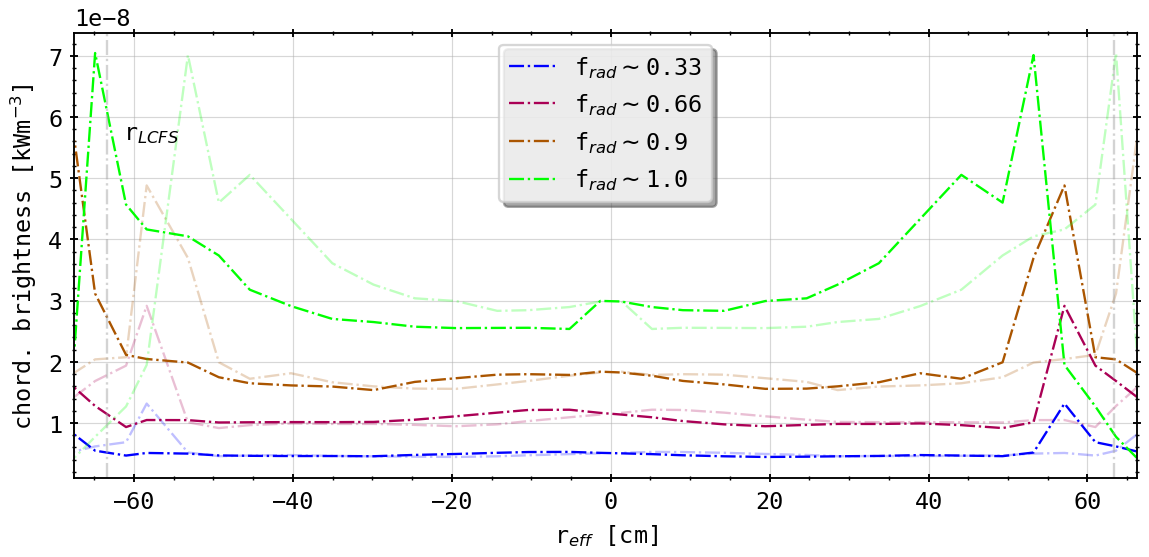 1e−8
7
6
5
4
3
2
1
chord. brightness [kWm⁻³]
r_LCFS
f_rad ~ 0.33
f_rad ~ 0.66
f_rad ~ 0.9
f_rad ~ 1.0
−60 −40 −20 0 20 40 60
r_eff [cm]